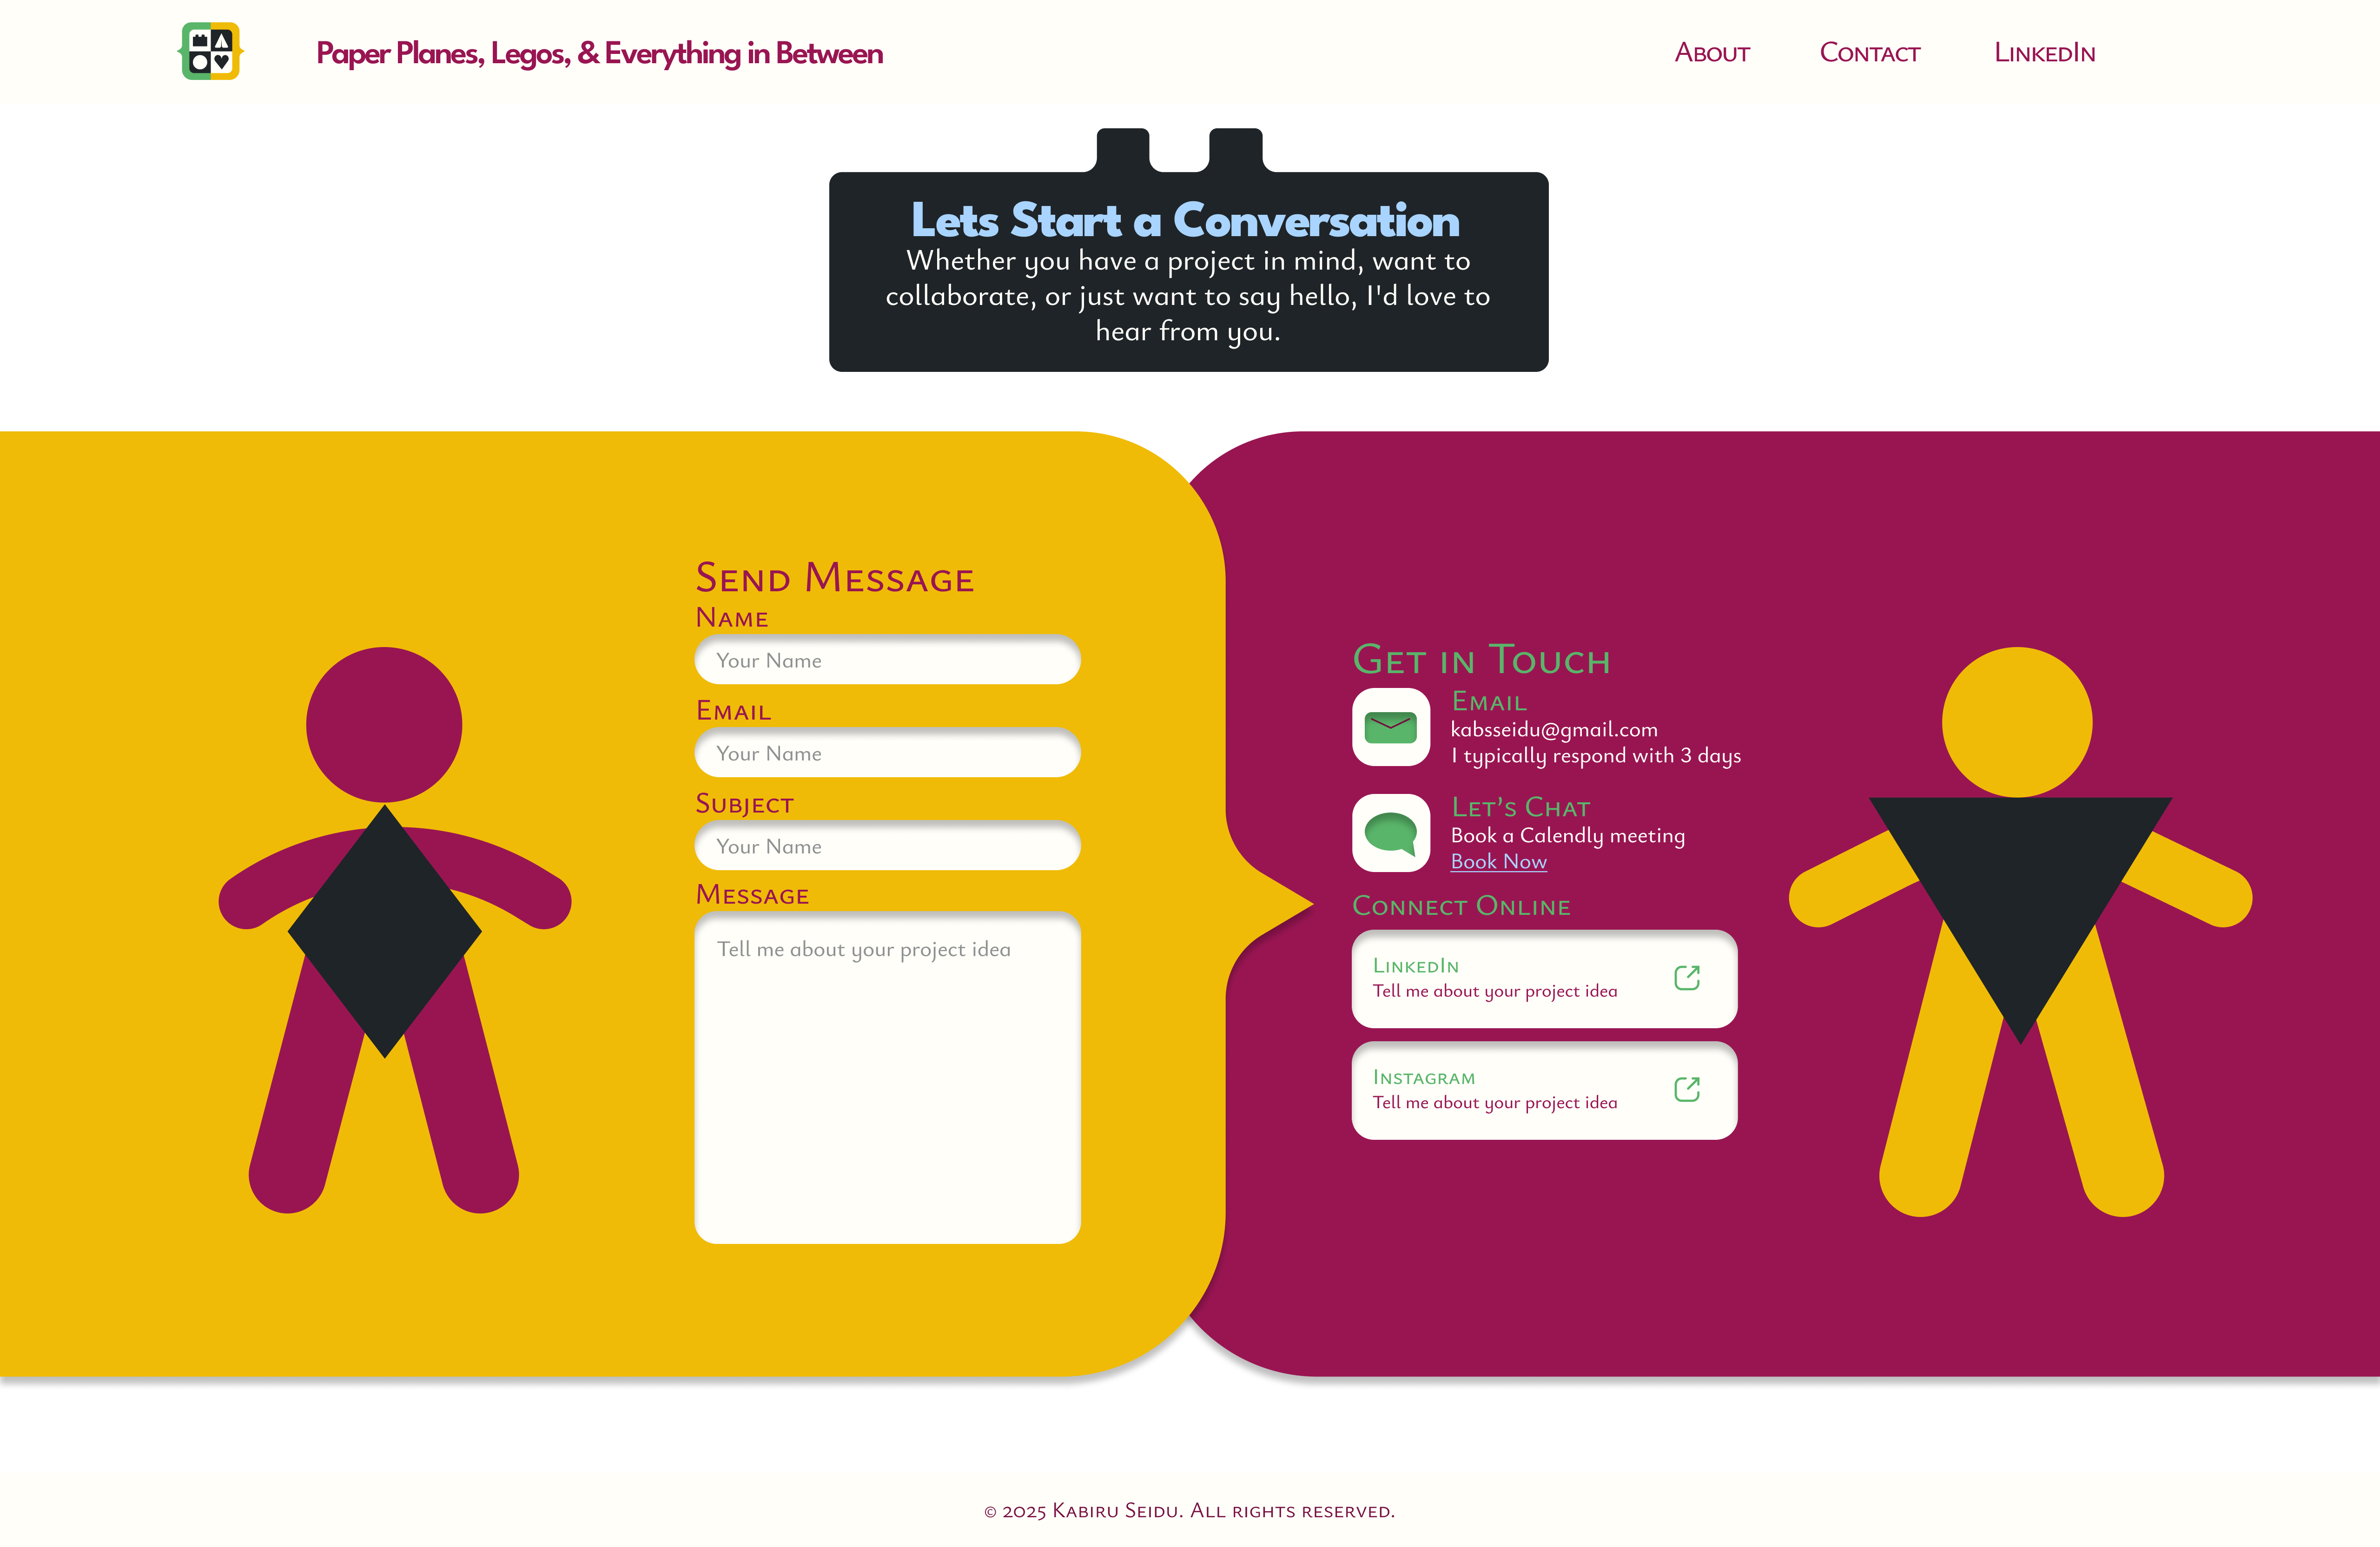 Paper Planes, Legos, & Everything in Between
About
Contact
LinkedIn
Lets Start a Conversation
Whether you have a project in mind, want to
collaborate, or just want to say hello, I'd love to
hear from you.
Send Message
Name
Your Name
Email
Your Name
Subject
Your Name
Message
Tell me about your project idea
Get in Touch
Email
kabsseidu@gmail.com
I typically respond with 3 days
Let's Chat
Book a Calendly meeting
Book Now
Connect Online
LinkedIn
Tell me about your project idea
Instagram
Tell me about your project idea
© 2025 Kabiru Seidu. All rights reserved.